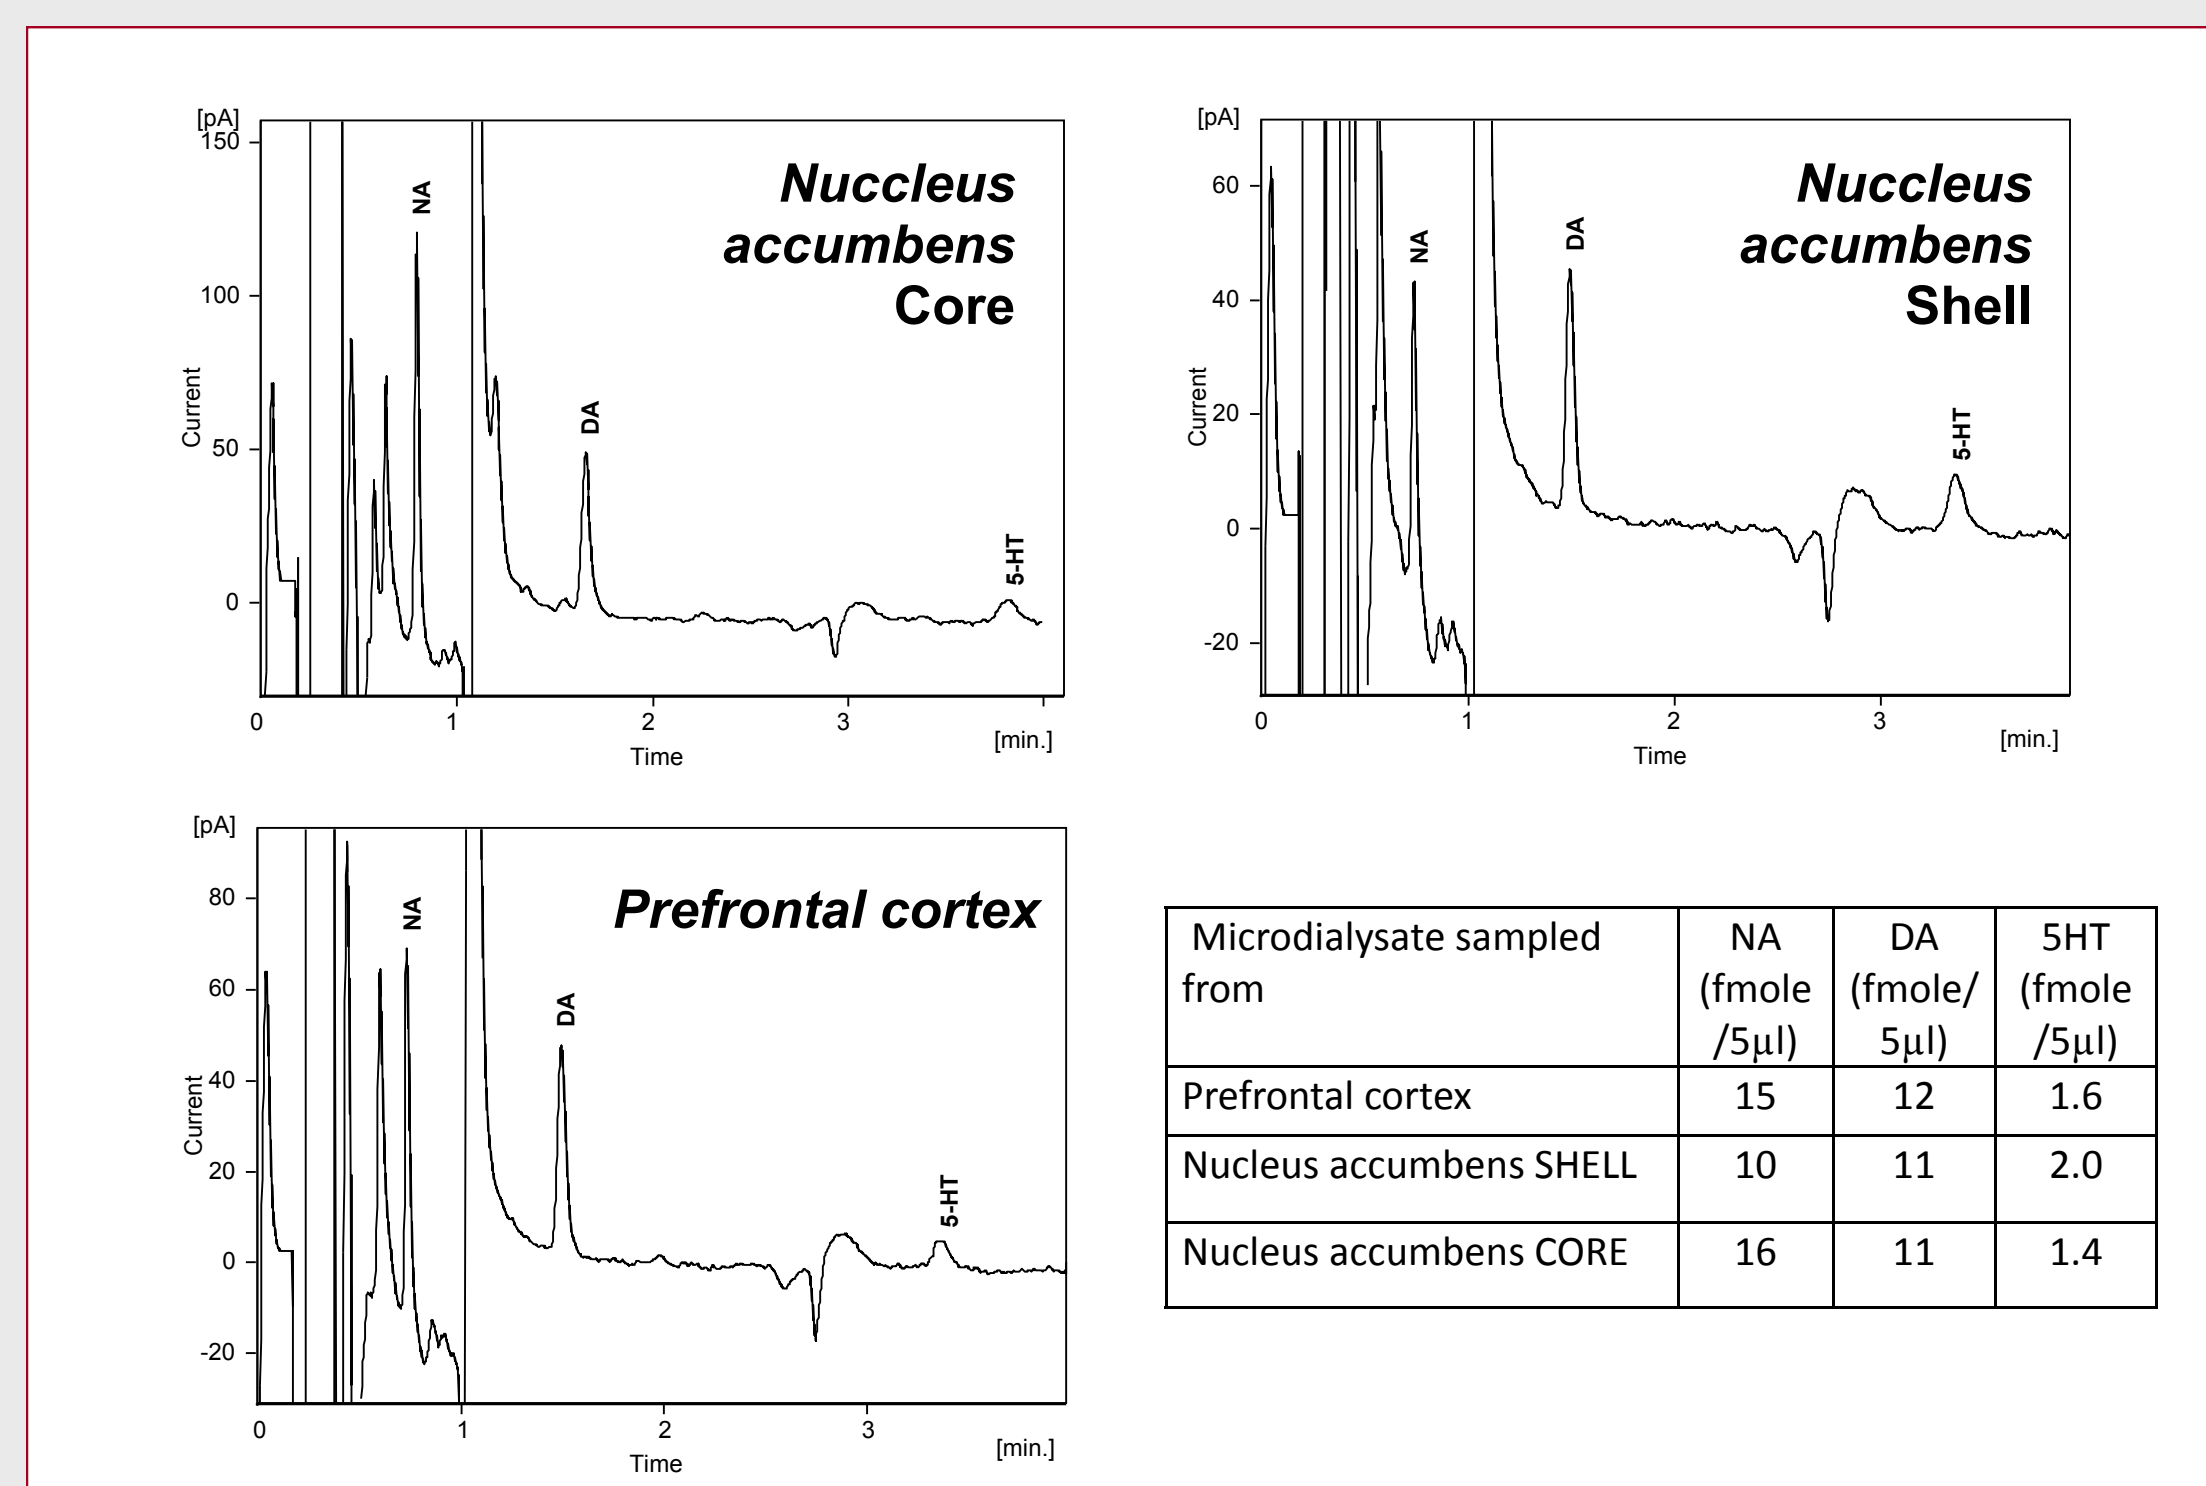 [pA]
150
100
50
0
Current
NA
DA
5-HT
Nuccleus
accumbens
Core
0 1 2 3
Time
[min.]
[pA]
60
40
20
0
-20
Current
NA
DA
5-HT
Nuccleus
accumbens
Shell
0 1 2 3
Time
[min.]
[pA]
80
60
40
20
0
-20
Current
NA
DA
5-HT
Prefrontal cortex
0 1 2 3
Time
[min.]
Microdialysate sampled from NA (fmole /5µl) DA (fmole/ 5µl) 5HT (fmole /5µl)
Prefrontal cortex 15 12 1.6
Nucleus accumbens SHELL 10 11 2.0
Nucleus accumbens CORE 16 11 1.4